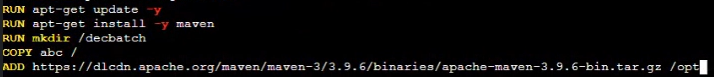 RUN apt-get update -y
RUN apt-get install -y maven
RUN mkdir /decbatch
COPY abc /
ADD https://dlcdn.apache.org/maven/maven-3/3.9.6/binaries/apache-maven-3.9.6-bin.tar.gz /opt